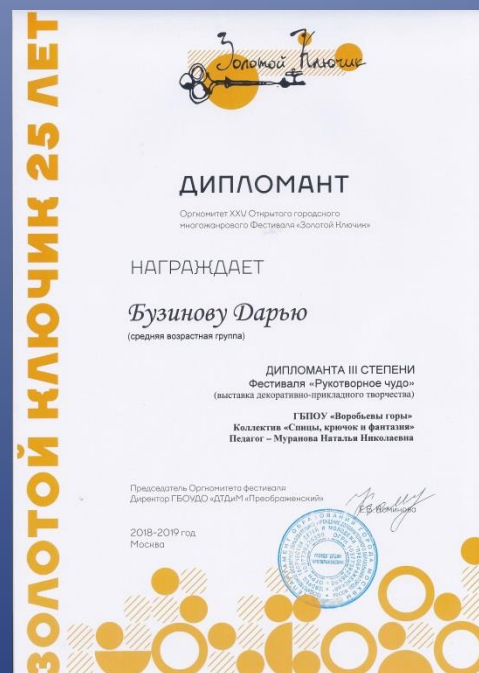 ЗОЛОТОЙ КЛЮЧИК 25 ЛЕТ
Золотой Ключик
ДИПЛОМАНТ
Оргкомитет XXV Открытого городского
многожанрового Фестиваля «Золотой Ключик»
НАГРАЖДАЕТ
Бузинову Дарью
(средняя возрастная группа)
ДИПЛОМАНТА III СТЕПЕНИ
Фестиваля «Рукотворное чудо»
(выставка декоративно-прикладного творчества)
ГБПОУ «Воробьевы горы»
Коллектив «Спицы, крючок и фантазия»
Педагог – Муранова Наталья Николаевна
Председатель Оргкомитета фестиваля
Директор ГБОУДО «ДТДиМ «Преображенский»
2018-2019 год
Москва